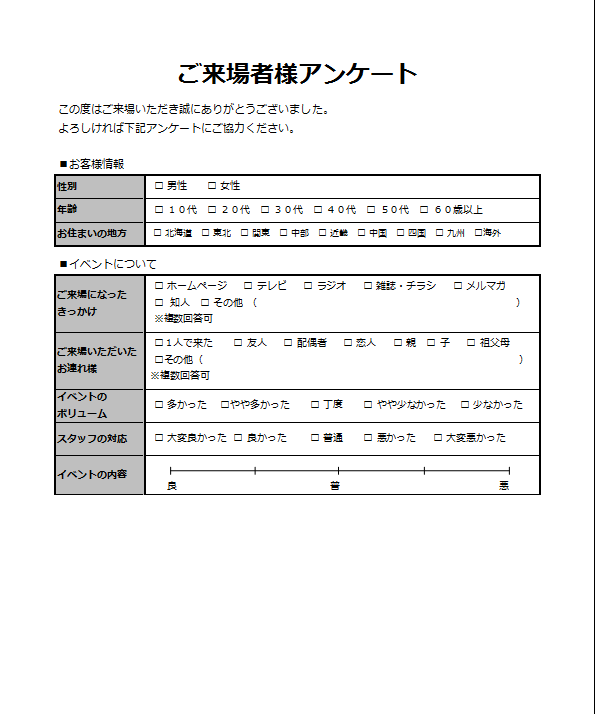 ご来場者様アンケート
この度はご来場いただき誠にありがとうございました。
よろしければ下記アンケートにご協力ください。
■お客様情報
性別 □ 男性 □ 女性
年齢 □ １０代 □ ２０代 □ ３０代 □ ４０代 □ ５０代 □ ６０歳以上
お住まいの地方 □ 北海道 □ 東北 □ 関東 □ 中部 □ 近畿 □ 中国 □ 四国 □ 九州 □海外
■イベントについて
ご来場になった
きっかけ
□ ホームページ □ テレビ □ ラジオ □ 雑誌・チラシ □ メルマガ
□ 知人 □ その他 （ ）
※複数回答可
ご来場いただいた
お連れ様
□1人で来た □ 友人 □ 配偶者 □ 恋人 □ 親 □ 子 □ 祖父母
□その他（ ）
※複数回答可
イベントの
ボリューム
□ 多かった □やや多かった □ 丁度 □ やや少なかった □ 少なかった
スタッフの対応 □ 大変良かった □ 良かった □ 普通 □ 悪かった □ 大変悪かった
イベントの内容
良 普 悪